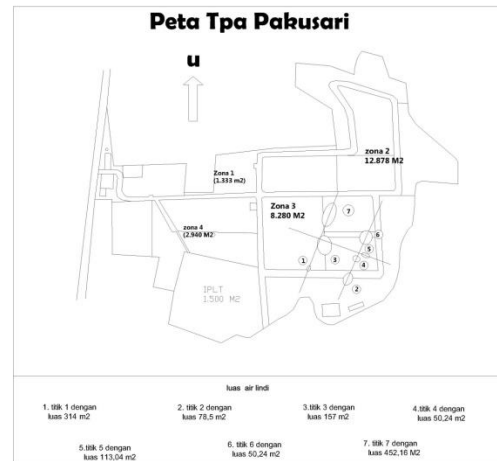 Peta Tpa Pakusari
u
zona 2
12.878 M2
Zona 1
(1.333 m2)
Zona 3
8.280 M2
7
zona 4
(2.940 M2)
6
5
1
3
4
IPLT
1.500 M2
2
luas air lindi
1. titik 1 dengan
luas 314 m2
2. titik 2 dengan
luas 78,5 m2
3.titik 3 dengan
luas 157 m2
4.titik 4 dengan
luas 50,24 m2
5.titik 5 dengan
luas 113,04 m2
6. titik 6 dengan
luas 50,24 m2
7. titik 7 dengan
luas 452,16 M2